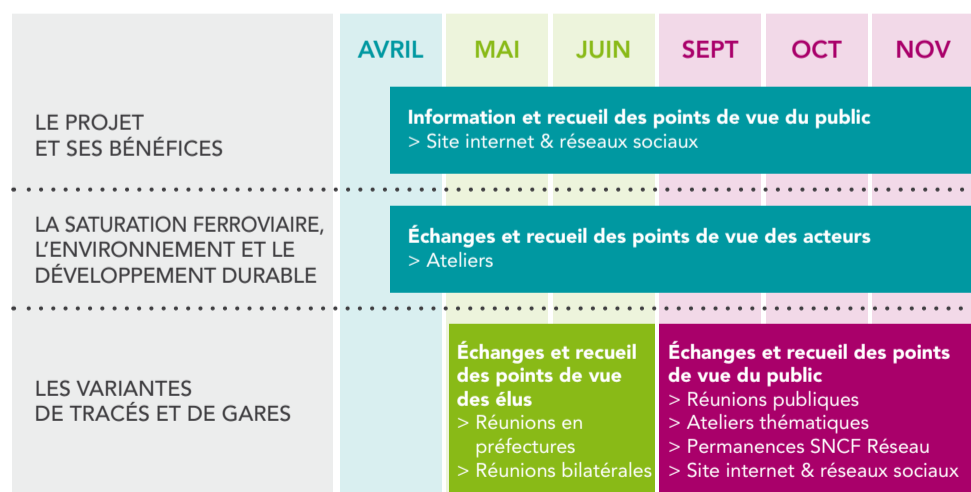 AVRIL MAI JUIN SEPT OCT NOV
LE PROJET
ET SES BÉNÉFICES
Information et recueil des points de vue du public
> Site internet & réseaux sociaux
LA SATURATION FERROVIAIRE,
L'ENVIRONNEMENT ET LE
DÉVELOPPEMENT DURABLE
Échanges et recueil des points de vue des acteurs
> Ateliers
LES VARIANTES
DE TRACÉS ET DE GARES
Échanges et recueil
des points de vue
des élus
> Réunions en
préfectures
> Réunions bilatérales
Échanges et recueil des points
de vue du public
> Réunions publiques
> Ateliers thématiques
> Permanences SNCF Réseau
> Site internet & réseaux sociaux